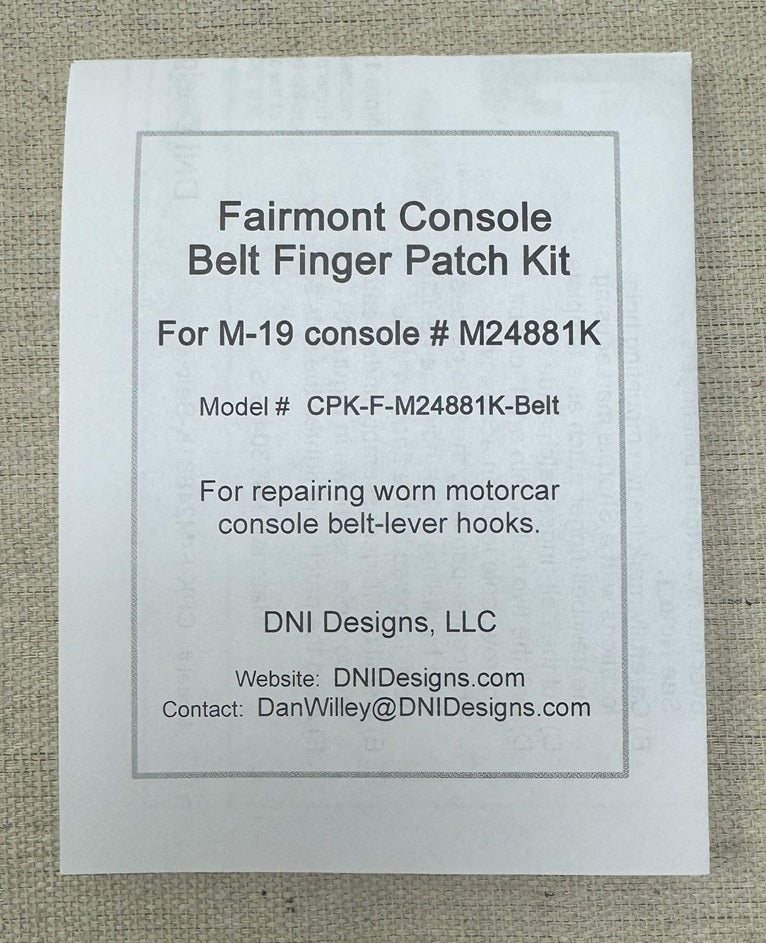 Fairmont Console
Belt Finger Patch Kit
For M-19 console # M24881K
Model # CPK-F-M24881K-Belt
For repairing worn motorcar
console belt-lever hooks.
DNI Designs, LLC
Website: DNIDesigns.com
Contact: DanWilley@DNIDesigns.com